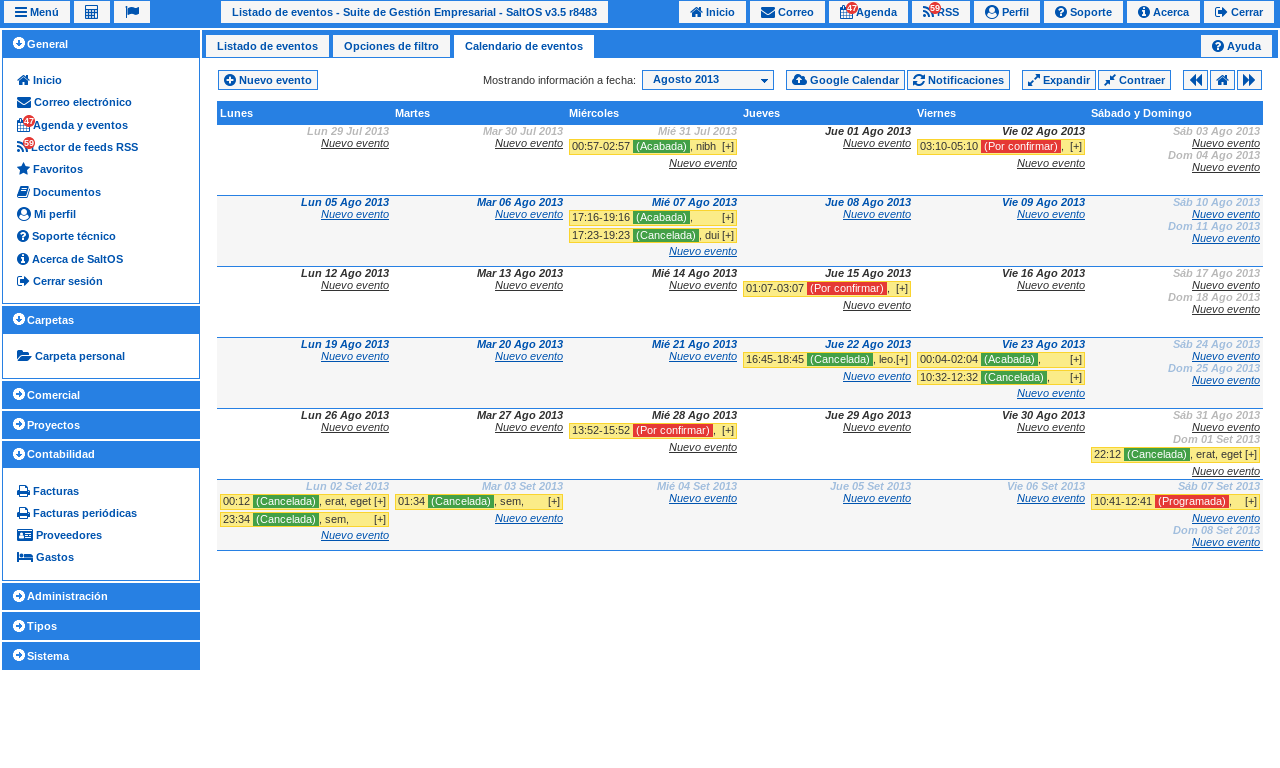 Menú
Listado de eventos - Suite de Gestión Empresarial - SaltOS v3.5 r8483
Inicio Correo 47 Agenda 59 RSS Perfil Soporte Acerca Cerrar
General
Inicio
Correo electrónico
47 Agenda y eventos
59 Lector de feeds RSS
Favoritos
Documentos
Mi perfil
Soporte técnico
Acerca de SaltOS
Cerrar sesión
Carpetas
Carpeta personal
Comercial
Proyectos
Contabilidad
Facturas
Facturas periódicas
Proveedores
Gastos
Administración
Tipos
Sistema
Listado de eventos Opciones de filtro Calendario de eventos Ayuda
Nuevo evento Mostrando información a fecha: Agosto 2013 Google Calendar Notificaciones Expandir Contraer
Lunes Martes Miércoles Jueves Viernes Sábado y Domingo
Lun 29 Jul 2013
Nuevo evento
Mar 30 Jul 2013
Nuevo evento
Mié 31 Jul 2013
00:57-02:57 (Acabada), nibh [+]
Nuevo evento
Jue 01 Ago 2013
Nuevo evento
Vie 02 Ago 2013
03:10-05:10 (Por confirmar), [+]
Nuevo evento
Sáb 03 Ago 2013
Nuevo evento
Dom 04 Ago 2013
Nuevo evento
Lun 05 Ago 2013
Nuevo evento
Mar 06 Ago 2013
Nuevo evento
Mié 07 Ago 2013
17:16-19:16 (Acabada), [+]
17:23-19:23 (Cancelada), dui [+]
Nuevo evento
Jue 08 Ago 2013
Nuevo evento
Vie 09 Ago 2013
Nuevo evento
Sáb 10 Ago 2013
Nuevo evento
Dom 11 Ago 2013
Nuevo evento
Lun 12 Ago 2013
Nuevo evento
Mar 13 Ago 2013
Nuevo evento
Mié 14 Ago 2013
Nuevo evento
Jue 15 Ago 2013
01:07-03:07 (Por confirmar), [+]
Nuevo evento
Vie 16 Ago 2013
Nuevo evento
Sáb 17 Ago 2013
Nuevo evento
Dom 18 Ago 2013
Nuevo evento
Lun 19 Ago 2013
Nuevo evento
Mar 20 Ago 2013
Nuevo evento
Mié 21 Ago 2013
Nuevo evento
Jue 22 Ago 2013
16:45-18:45 (Cancelada), leo. [+]
Nuevo evento
Vie 23 Ago 2013
00:04-02:04 (Acabada), [+]
10:32-12:32 (Cancelada), [+]
Nuevo evento
Sáb 24 Ago 2013
Nuevo evento
Dom 25 Ago 2013
Nuevo evento
Lun 26 Ago 2013
Nuevo evento
Mar 27 Ago 2013
Nuevo evento
Mié 28 Ago 2013
13:52-15:52 (Por confirmar), [+]
Nuevo evento
Jue 29 Ago 2013
Nuevo evento
Vie 30 Ago 2013
Nuevo evento
Sáb 31 Ago 2013
Nuevo evento
Dom 01 Set 2013
22:12 (Cancelada), erat, eget [+]
Nuevo evento
Lun 02 Set 2013
00:12 (Cancelada), erat, eget [+]
23:34 (Cancelada), sem, [+]
Nuevo evento
Mar 03 Set 2013
01:34 (Cancelada), sem, [+]
Nuevo evento
Mié 04 Set 2013
Nuevo evento
Jue 05 Set 2013
Nuevo evento
Vie 06 Set 2013
Nuevo evento
Sáb 07 Set 2013
10:41-12:41 (Programada), [+]
Nuevo evento
Dom 08 Set 2013
Nuevo evento